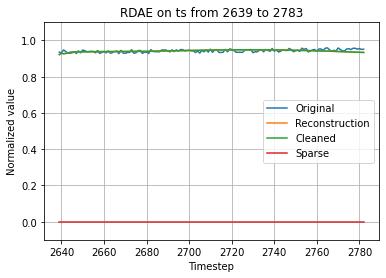 RDAE on ts from 2639 to 2783
Normalized value
1.0
0.8
0.6
0.4
0.2
0.0
Original
Reconstruction
Cleaned
Sparse
2640 2660 2680 2700 2720 2740 2760 2780
Timestep